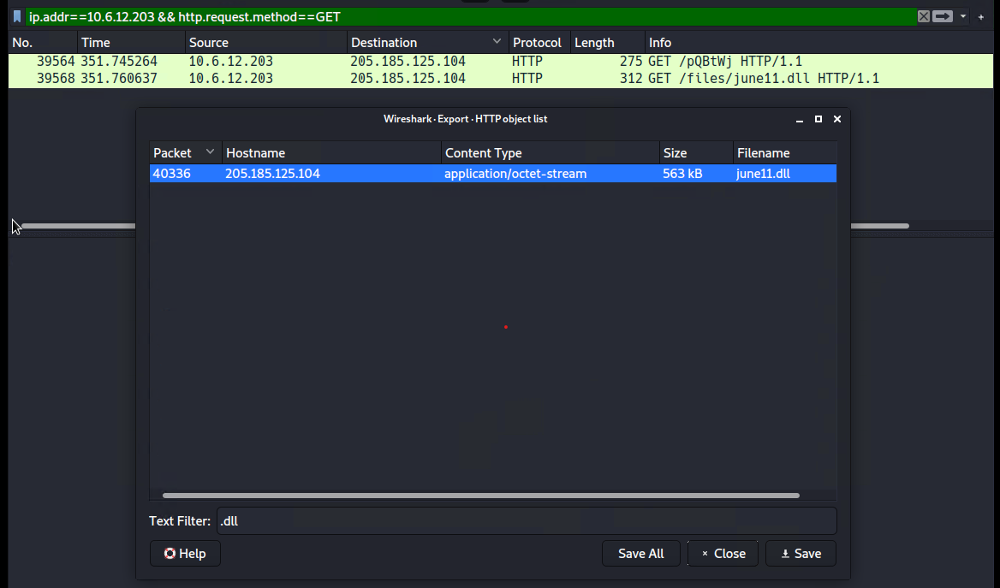 ip.addr==10.6.12.203 && http.request.method==GET
No. Time Source Destination Protocol Length Info
39564 351.745264 10.6.12.203 205.185.125.104 HTTP 275 GET /pQBtWj HTTP/1.1
39568 351.760637 10.6.12.203 205.185.125.104 HTTP 312 GET /files/june11.dll HTTP/1.1
Wireshark · Export · HTTP object list
Packet Hostname Content Type Size Filename
40336 205.185.125.104 application/octet-stream 563 kB june11.dll
Text Filter: .dll
Help Save All Close Save